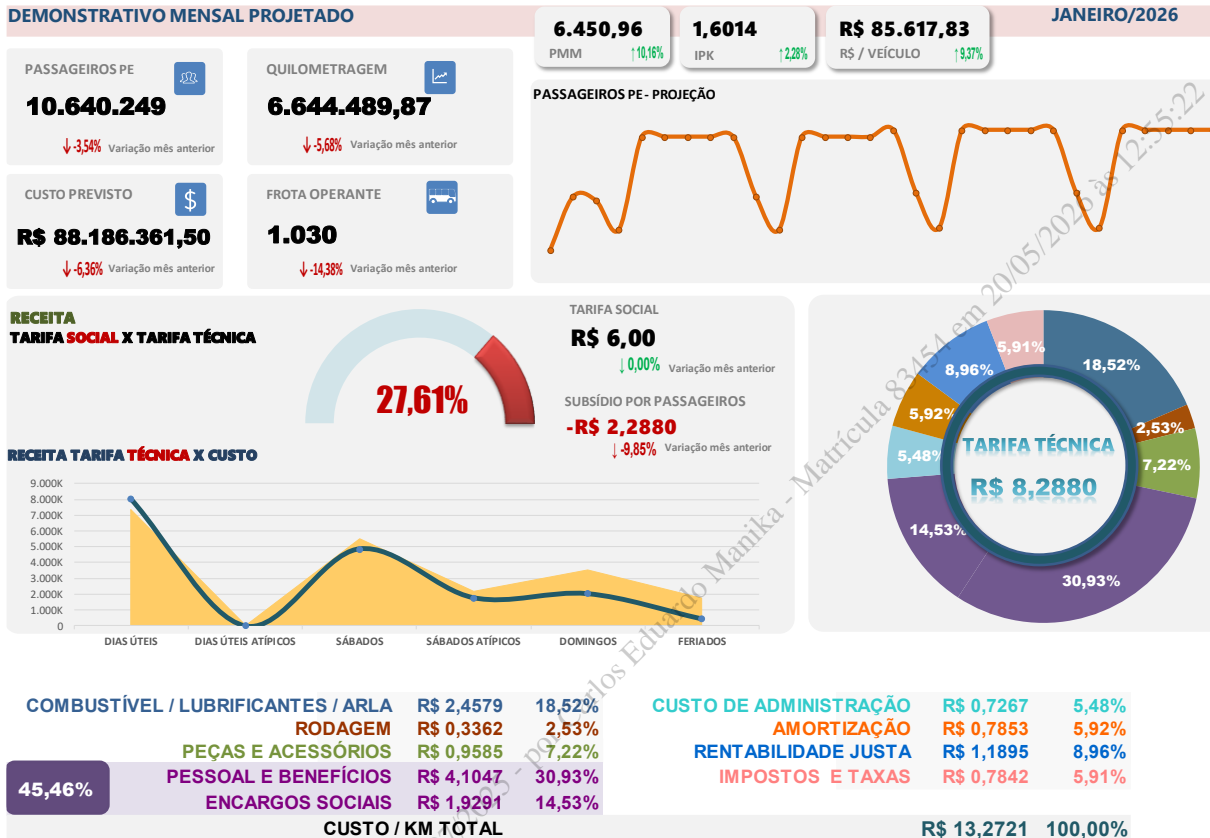 DEMONSTRATIVO MENSAL PROJETADO
JANEIRO/2026
6.450,96
PMM ↑10,16%
1,6014
IPK ↑2,28%
R$ 85.617,83
R$ / VEÍCULO ↑9,37%
PASSAGEIROS PE
10.640.249
↓-3,54% Variação mês anterior
QUILOMETRAGEM
6.644.489,87
↓-5,68% Variação mês anterior
CUSTO PREVISTO
$
R$ 88.186.361,50
↓-6,36% Variação mês anterior
FROTA OPERANTE
1.030
↓-14,38% Variação mês anterior
PASSAGEIROS PE - PROJEÇÃO
RECEITA
TARIFA SOCIAL X TARIFA TÉCNICA
27,61%
TARIFA SOCIAL
R$ 6,00
↓0,00% Variação mês anterior
SUBSÍDIO POR PASSAGEIROS
-R$ 2,2880
↓-9,85% Variação mês anterior
RECEITA TARIFA TÉCNICA X CUSTO
9.000K
8.000K
7.000K
6.000K
5.000K
4.000K
3.000K
2.000K
1.000K
0
DIAS ÚTEIS DIAS ÚTEIS ATÍPICOS SÁBADOS SÁBADOS ATÍPICOS DOMINGOS FERIADOS
18,52%
2,53%
7,22%
30,93%
14,53%
5,48%
5,92%
8,96%
5,91%
TARIFA TÉCNICA
R$ 8,2880
COMBUSTÍVEL / LUBRIFICANTES / ARLA R$ 2,4579 18,52%
RODAGEM R$ 0,3362 2,53%
PEÇAS E ACESSÓRIOS R$ 0,9585 7,22%
45,46%
PESSOAL E BENEFÍCIOS R$ 4,1047 30,93%
ENCARGOS SOCIAIS R$ 1,9291 14,53%
CUSTO DE ADMINISTRAÇÃO R$ 0,7267 5,48%
AMORTIZAÇÃO R$ 0,7853 5,92%
RENTABILIDADE JUSTA R$ 1,1895 8,96%
IMPOSTOS E TAXAS R$ 0,7842 5,91%
CUSTO / KM TOTAL R$ 13,2721 100,00%
- por Carlos Eduardo Manika - Matrícula 83454 em 20/05/2026 às 12:55:22